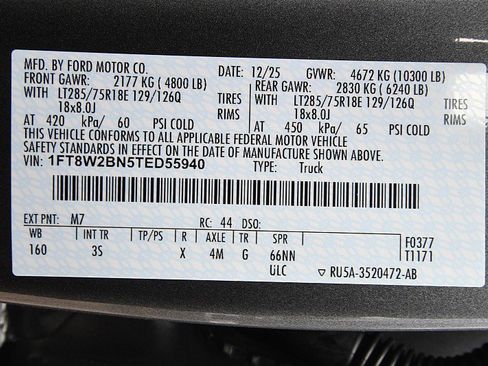 MFD. BY FORD MOTOR CO.
DATE: 12/25 GVWR: 4672 KG (10300 LB)
FRONT GAWR: 2177 KG ( 4800 LB) REAR GAWR: 2830 KG ( 6240 LB)
WITH LT285/75R18E 129/126Q TIRES WITH LT285/75R18E 129/126Q TIRES
18x8.0J RIMS 18x8.0J RIMS
AT 420 kPa/ 60 PSI COLD AT 450 kPa/ 65 PSI COLD
THIS VEHICLE CONFORMS TO ALL APPLICABLE FEDERAL MOTOR VEHICLE
SAFETY STANDARDS IN EFFECT ON THE DATE OF MANUFACTURE SHOWN ABOVE.
VIN: 1FT8W2BN5TED55940
TYPE: Truck
EXT PNT: M7 RC: 44 DSO:
WB INT TR TP/PS R AXLE TR SPR F0377
160 3S X 4M G 66NN T1171
ULC ▽ RU5A-3520472-AB